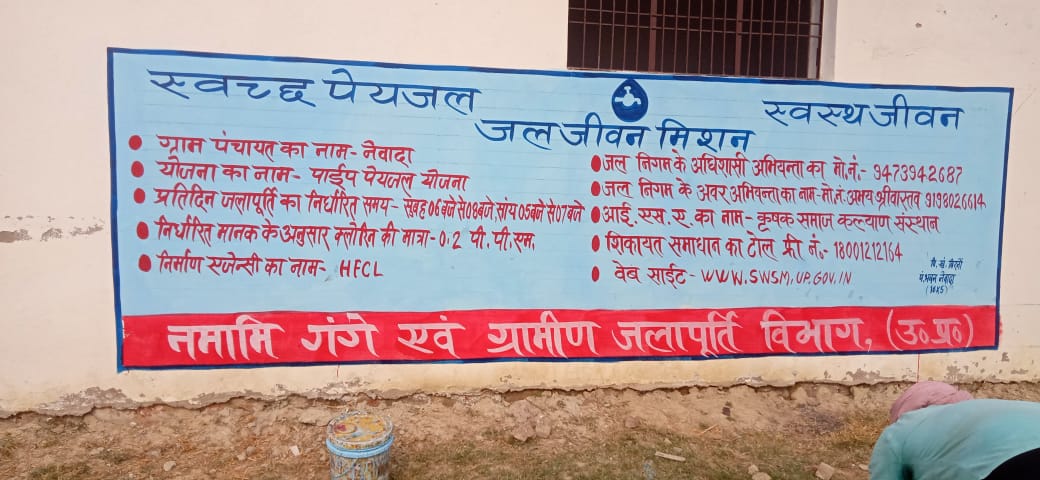 स्वच्छ पेयजल
स्वस्थ जीवन
जल जीवन मिशन
ग्राम पंचायत का नाम- नेवादा
योजना का नाम- पाईप पेयजल योजना
प्रतिदिन जलापूर्ति का निर्धारित समय- सुबह 06 बजे से 08 बजे, सांय 05 बजे से 07 बजे
निर्धारित मानक के अनुसार क्लोरिन की मात्रा- 0.2 पी. पी. एम.
निर्माण एजेन्सी का नाम- HFCL
जल निगम के अधिशासी अभियन्ता का मो.नं.- 9473942687
जल निगम के अवर अभियन्ता का नाम-मो.नं. अभय श्रीवास्तव 9198026614
आई. एस. ए. का नाम- कृषक समाज कल्याण संस्थान
शिकायत समाधान का टोल फ्री नं.- 18001212164
वेब साईट- WWW.SWSM.UP.GOV.IN
वि. खं.
पं. भवन नेवादा
नमामि गंगे एवं ग्रामीण जलापूर्ति विभाग, (उ०प्र०)